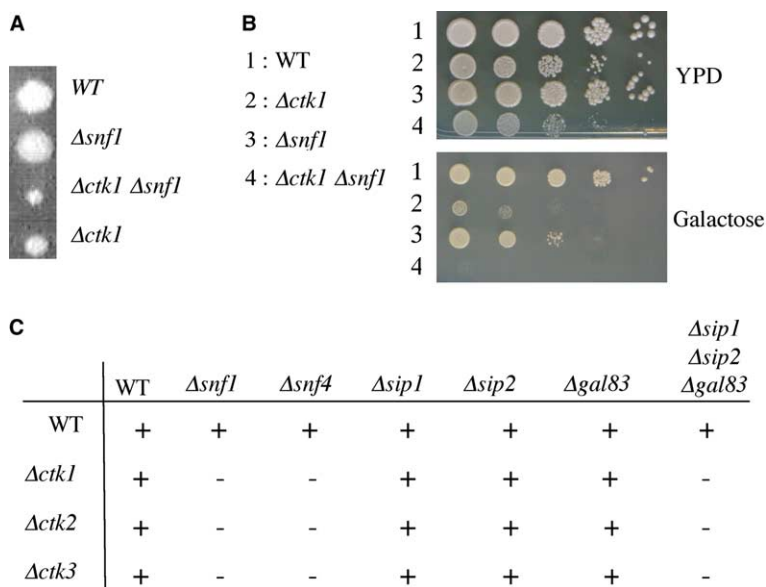 A
WT
Δsnf1
Δctk1 Δsnf1
Δctk1
B
1 : WT
2 : Δctk1
3 : Δsnf1
4 : Δctk1 Δsnf1
1
2
3
4
YPD
1
2
3
4
Galactose
C
Δsip1
Δsip2
WT Δsnf1 Δsnf4 Δsip1 Δsip2 Δgal83 Δgal83
WT + + + + + + +
Δctk1 + - - + + + -
Δctk2 + - - + + + -
Δctk3 + - - + + + -